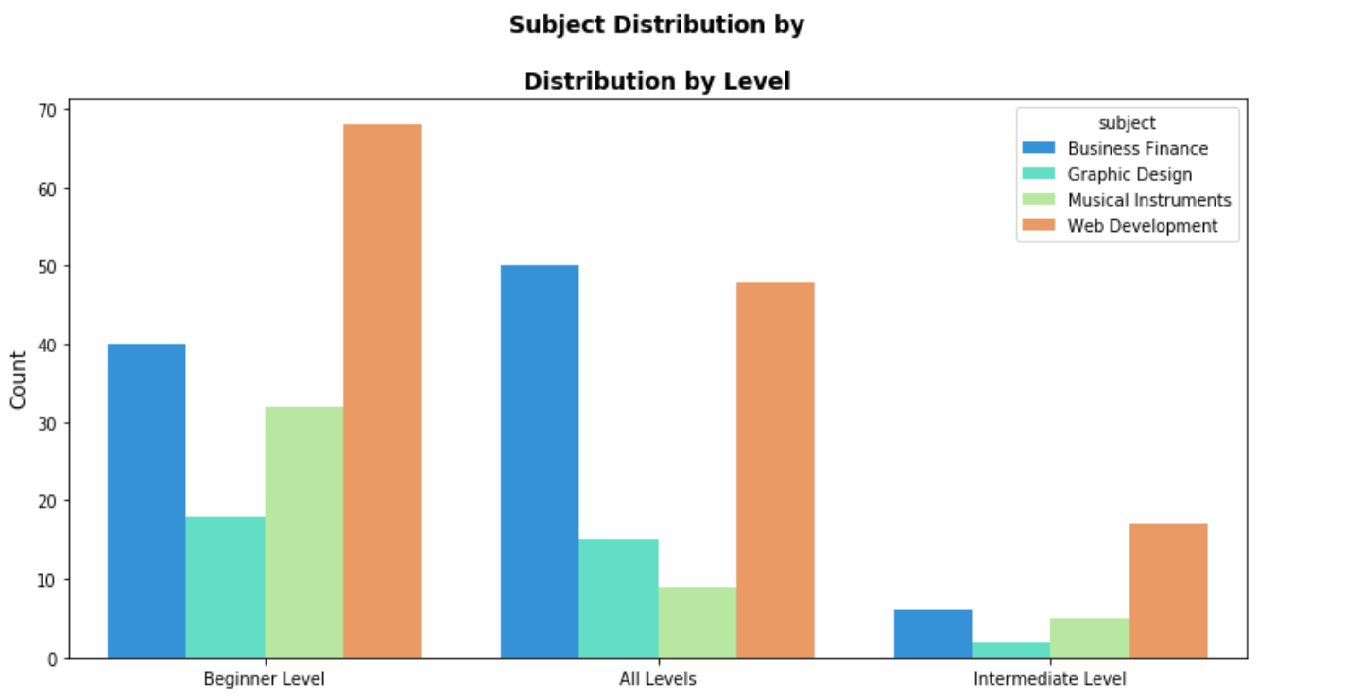 Subject Distribution by
Distribution by Level
70
60
50
40
30
20
10
0
Count
subject
Business Finance
Graphic Design
Musical Instruments
Web Development
Beginner Level
All Levels
Intermediate Level